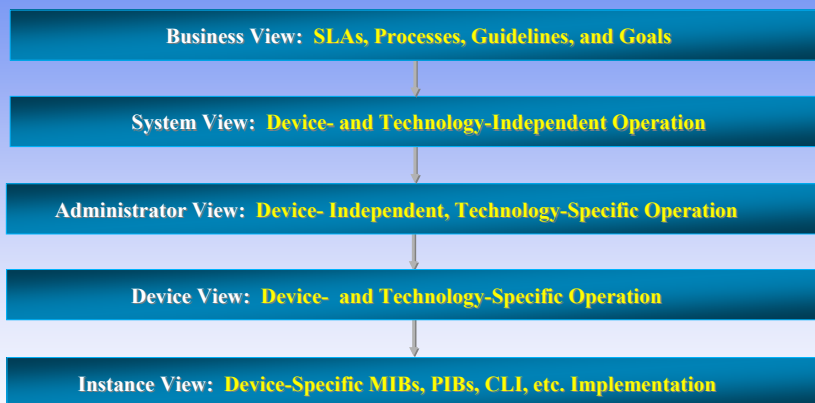 Business View: SLAs, Processes, Guidelines, and Goals
System View: Device- and Technology-Independent Operation
Administrator View: Device- Independent, Technology-Specific Operation
Device View: Device- and Technology-Specific Operation
Instance View: Device-Specific MIBs, PIBs, CLI, etc. Implementation